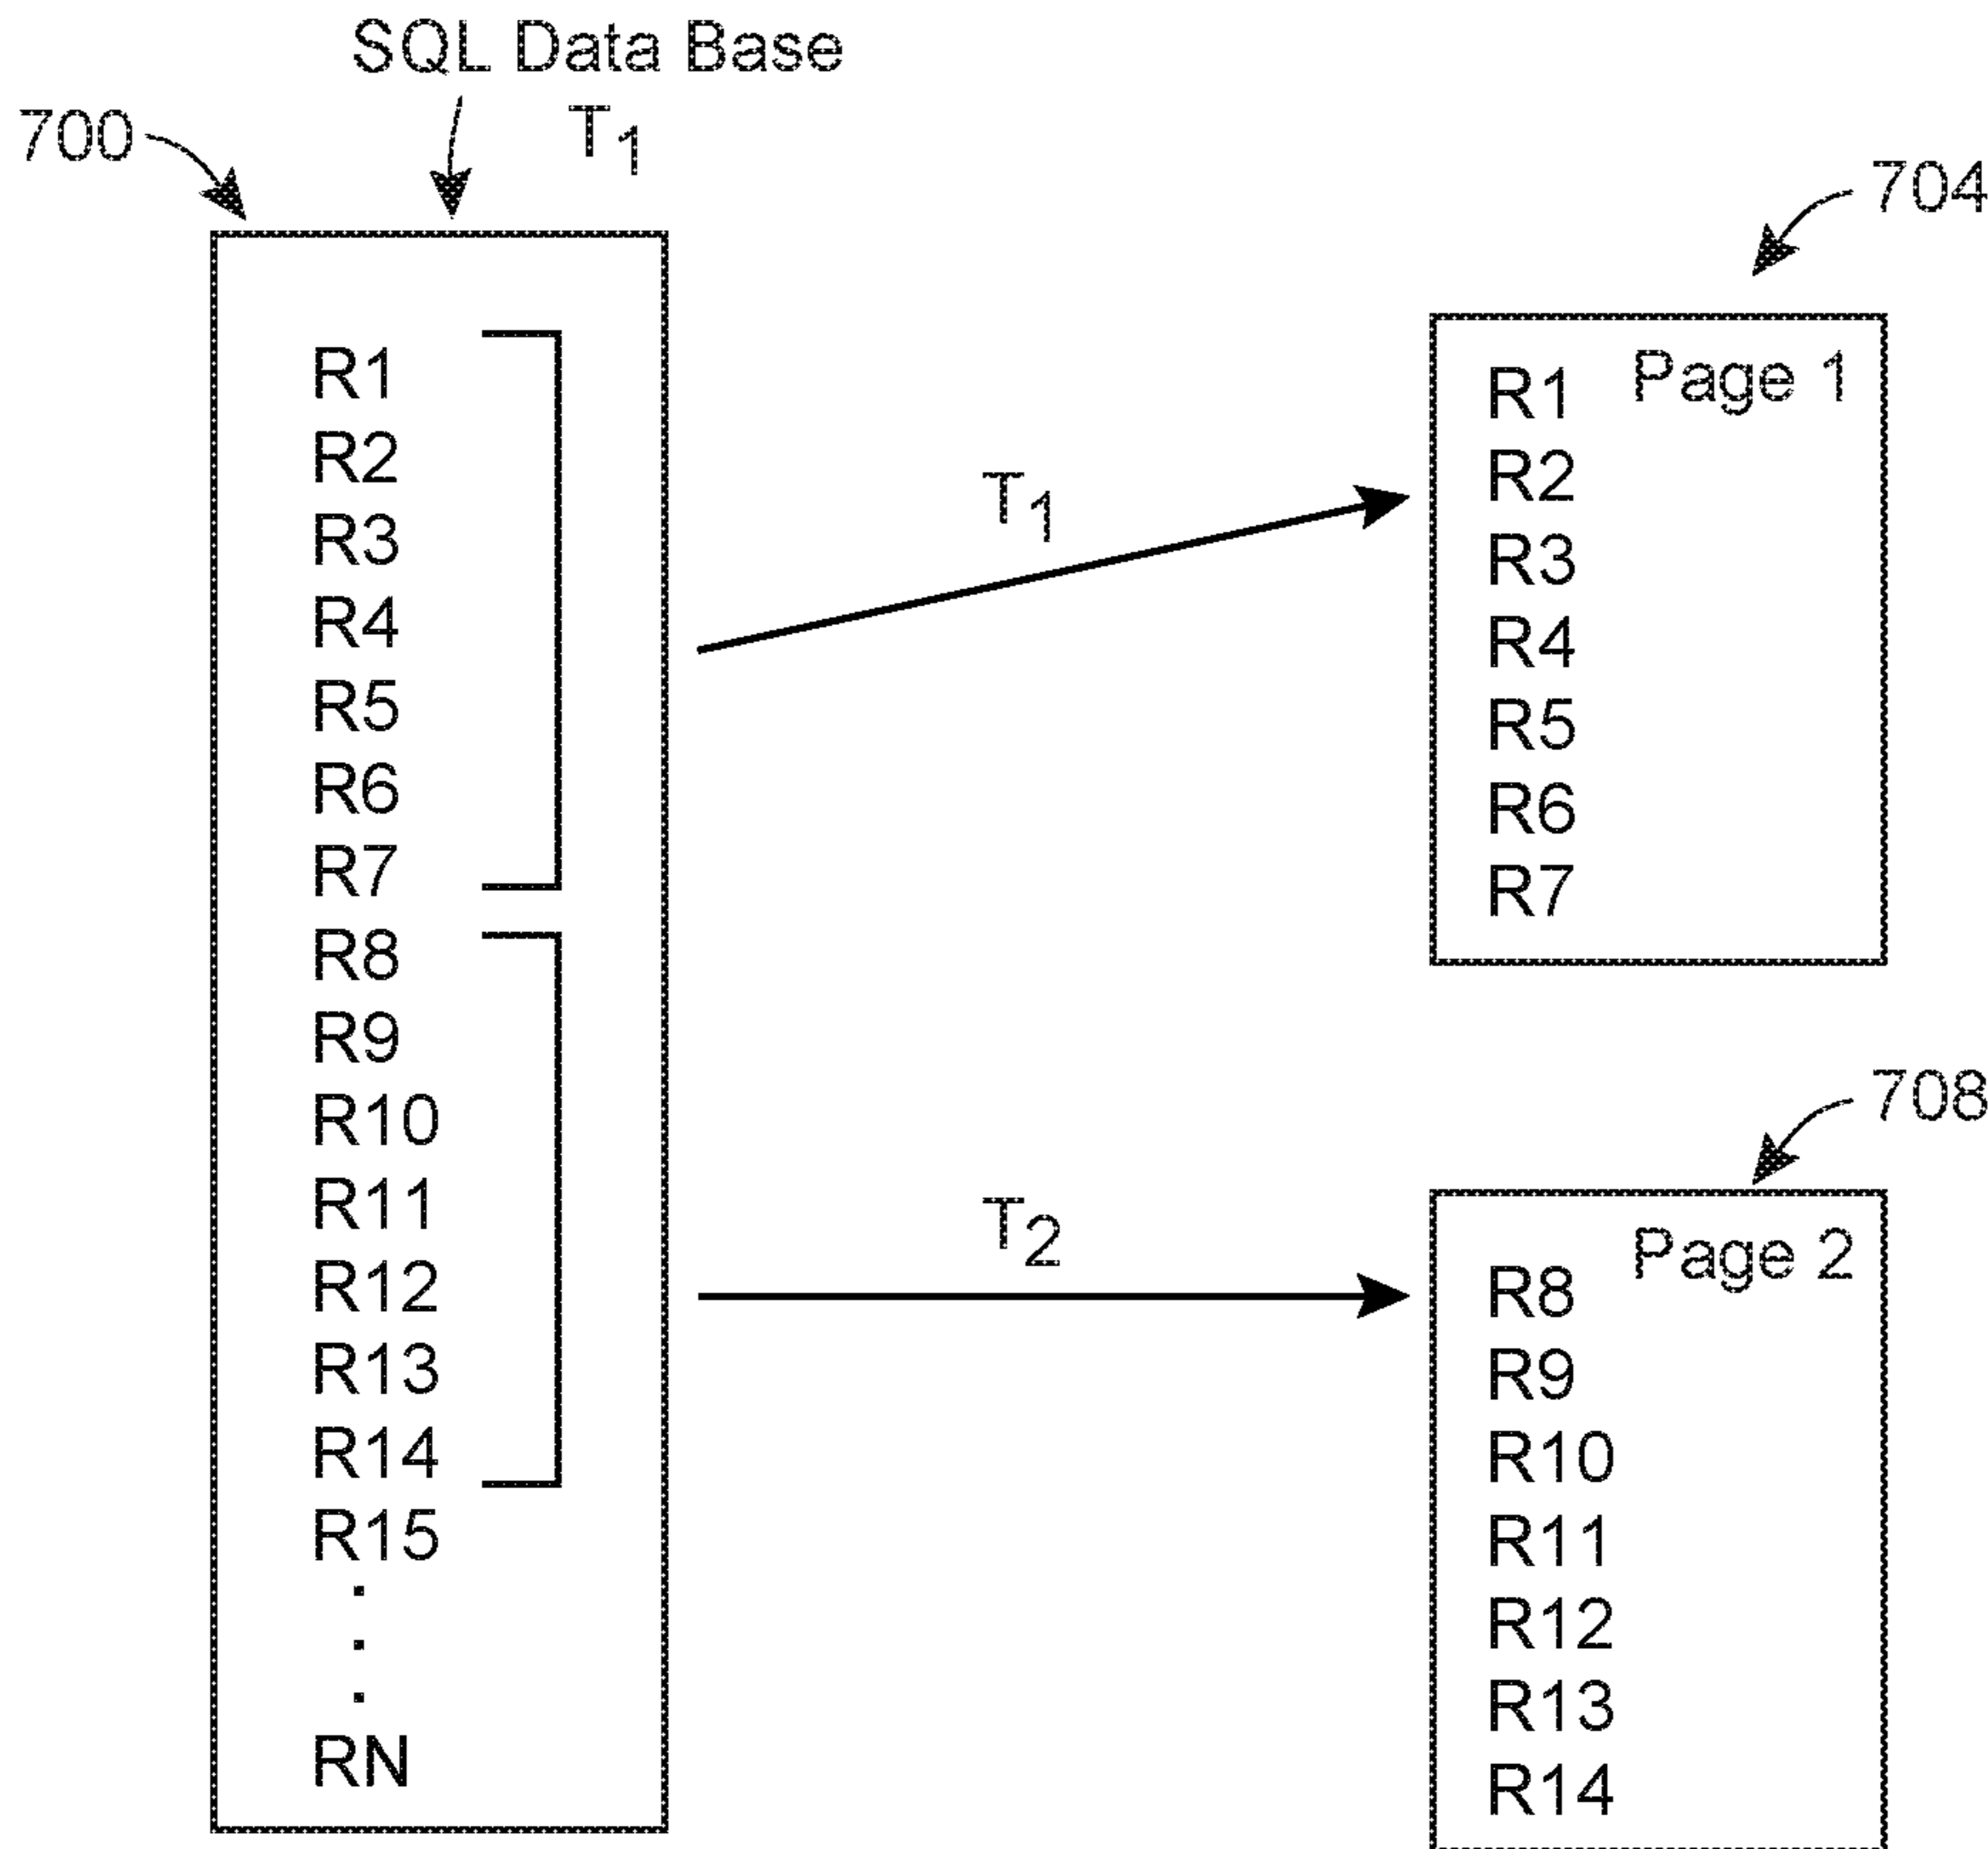 SQL Data Base
T1
700
R1
R2
R3
R4
R5
R6
R7
R8
R9
R10
R11
R12
R13
R14
R15
.
.
.
RN
T1
T2
704
Page 1
R1
R2
R3
R4
R5
R6
R7
708
Page 2
R8
R9
R10
R11
R12
R13
R14